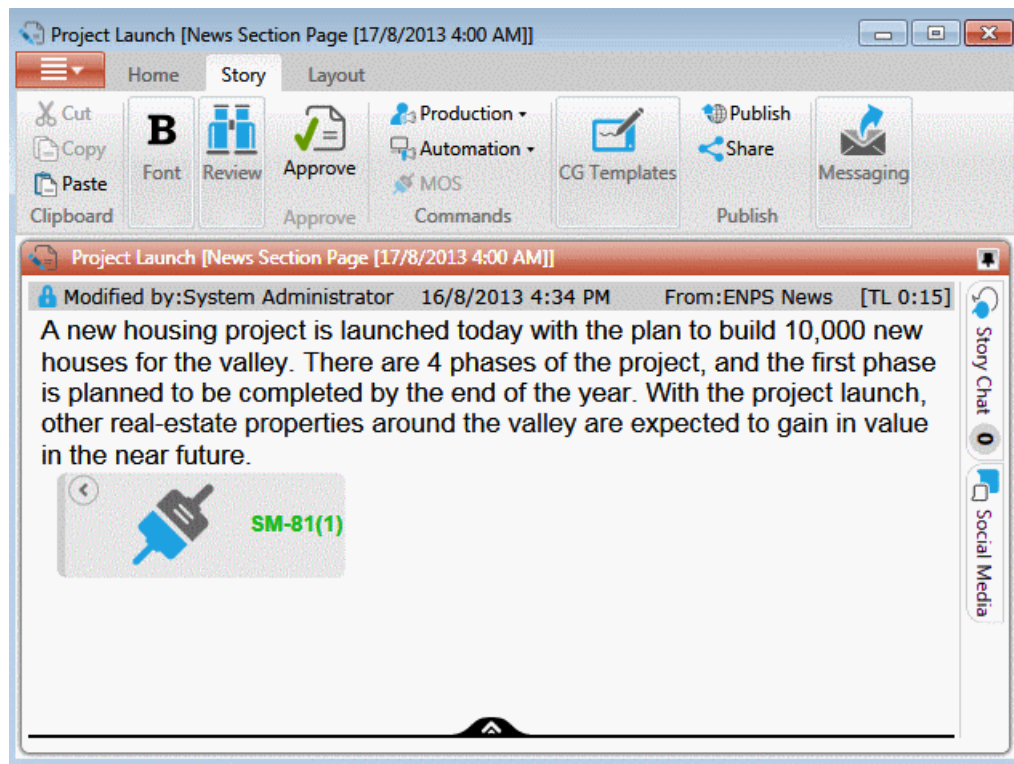 Project Launch [News Section Page [17/8/2013 4:00 AM]]
Home Story Layout
Cut
Copy
Paste
Clipboard
B
Font
Review
Approve
Approve
Production
Automation
MOS
Commands
CG Templates
Publish
Share
Publish
Messaging
Project Launch [News Section Page [17/8/2013 4:00 AM]]
Modified by:System Administrator 16/8/2013 4:34 PM From:ENPS News [TL 0:15]
A new housing project is launched today with the plan to build 10,000 new
houses for the valley. There are 4 phases of the project, and the first phase
is planned to be completed by the end of the year. With the project launch,
other real-estate properties around the valley are expected to gain in value
in the near future.
SM-81(1)
Story Chat 0
Social Media